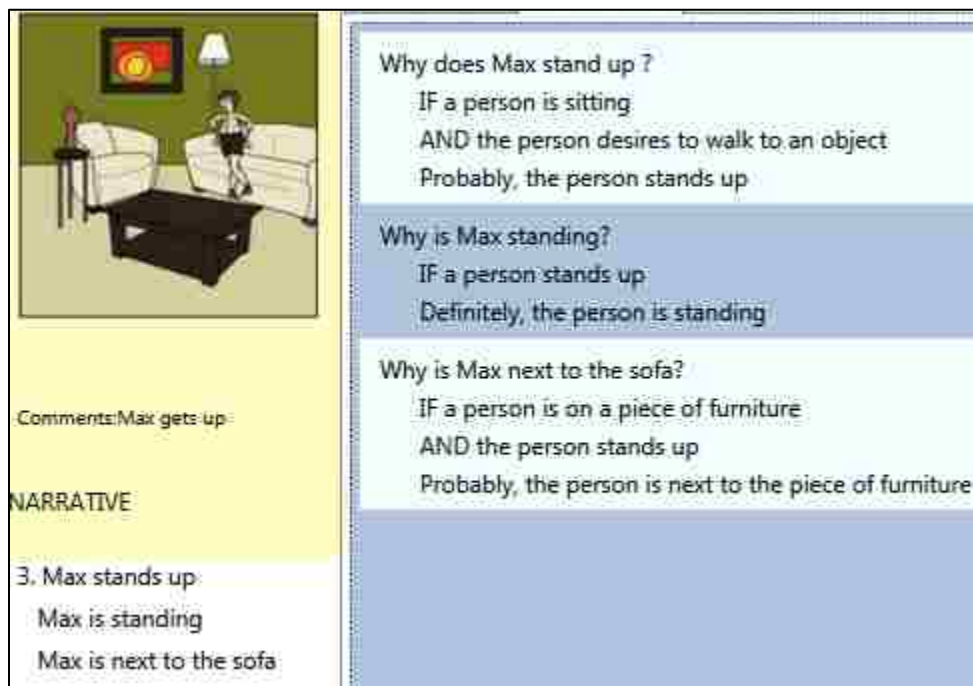 Comments:Max gets up
NARRATIVE
3. Max stands up
Max is standing
Max is next to the sofa
Why does Max stand up ?
IF a person is sitting
AND the person desires to walk to an object
Probably, the person stands up
Why is Max standing?
IF a person stands up
Definitely, the person is standing
Why is Max next to the sofa?
IF a person is on a piece of furniture
AND the person stands up
Probably, the person is next to the piece of furniture